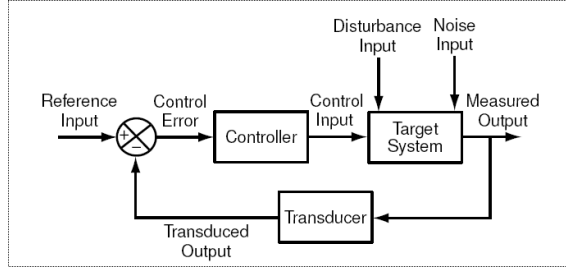 Disturbance
Input
Noise
Input
Reference
Input
+
−
Control
Error
Controller
Control
Input
Target
System
Measured
Output
Transducer
Transduced
Output